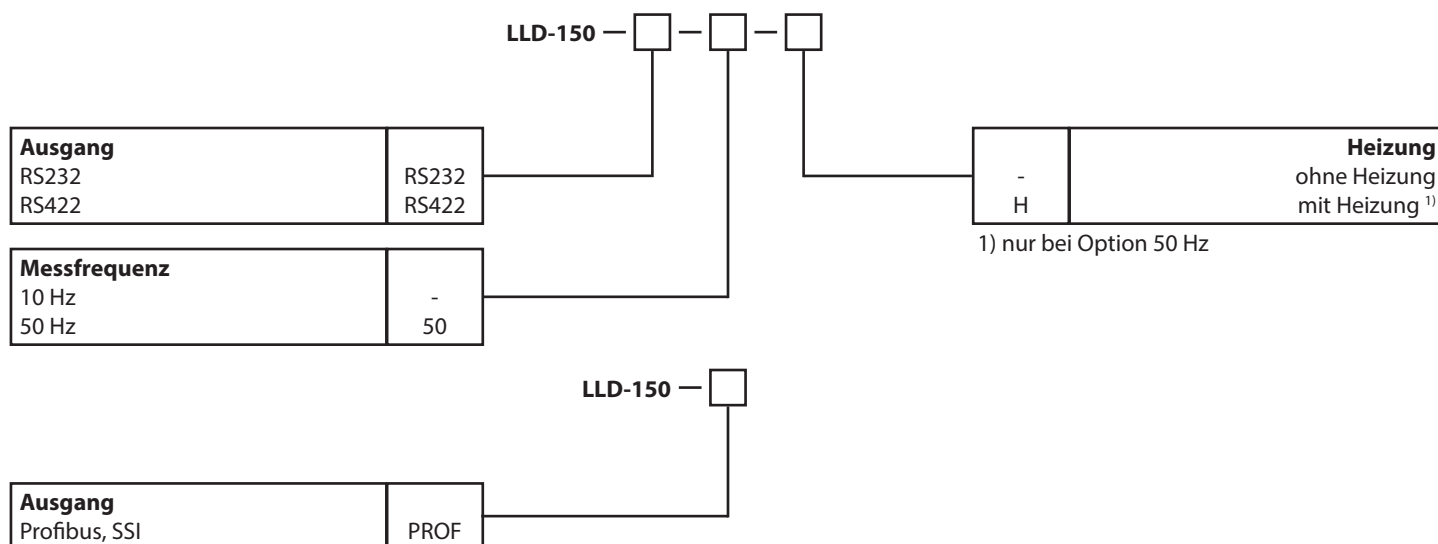 LLD-150 — □ — □ — □
Ausgang
RS232 RS232
RS422 RS422
Heizung
- ohne Heizung
H mit Heizung 1)
1) nur bei Option 50 Hz
Messfrequenz
10 Hz -
50 Hz 50
LLD-150 — □
Ausgang
Profibus, SSI PROF